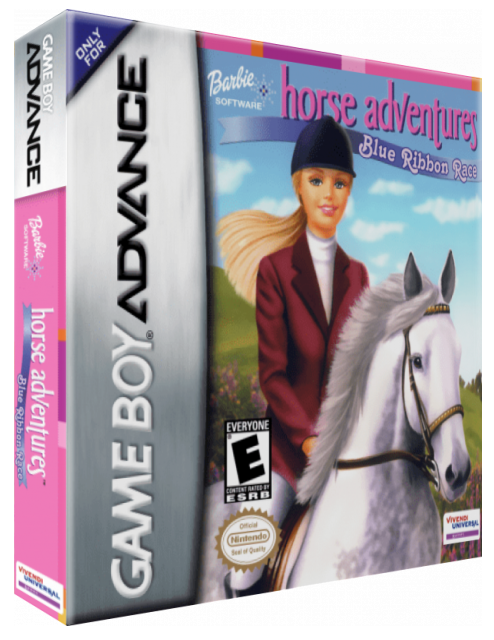 GAME BOY
ADVANCE
Barbie
SOFTWARE
horse adventures™
Blue Ribbon Race
VIVENDI
UNIVERSAL
ONLY
FOR
GAME BOY® ADVANCE
Barbie
SOFTWARE
horse adventures
Blue Ribbon Race
EVERYONE
E
CONTENT RATED BY
ESRB
Official
Nintendo
Seal of Quality
VIVENDI
UNIVERSAL